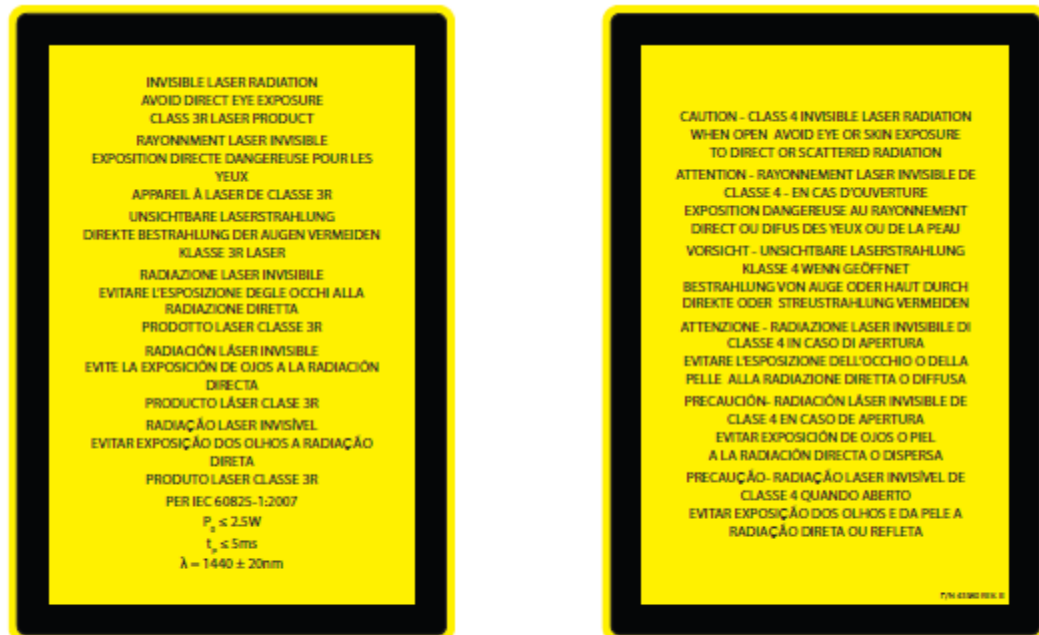 INVISIBLE LASER RADIATION
AVOID DIRECT EYE EXPOSURE
CLASS 3R LASER PRODUCT
RAYONNMENT LASER INVISIBLE
EXPOSITION DIRECTE DANGEREUSE POUR LES
YEUX
APPAREIL À LASER DE CLASSE 3R
UNSICHTBARE LASERSTRAHLUNG
DIREKTE BESTRAHLUNG DER AUGEN VERMEIDEN
KLASSE 3R LASER
RADIAZIONE LASER INVISIBILE
EVITARE L'ESPOSIZIONE DEGLE OCCHI ALLA
RADIAZIONE DIRETTA
PRODOTTO LASER CLASSE 3R
RADIACIÓN LÁSER INVISIBLE
EVITE LA EXPOSICIÓN DE OJOS A LA RADIACIÓN
DIRECTA
PRODUCTO LÁSER CLASE 3R
RADIAÇÃO LASER INVISÍVEL
EVITAR EXPOSIÇÃO DOS OLHOS A RADIAÇÃO
DIRETA
PRODUTO LASER CLASSE 3R
PER IEC 60825-1:2007
≤ 2.5W
≤ 5ms
λ = 1440 ± 20nm
CAUTION - CLASS 4 INVISIBLE LASER RADIATION
WHEN OPEN AVOID EYE OR SKIN EXPOSURE
TO DIRECT OR SCATTERED RADIATION
ATTENTION - RAYONNEMENT LASER INVISIBLE DE
CLASSE 4 - EN CAS D'OUVERTURE
EXPOSITION DANGEREUSE AU RAYONNEMENT
DIRECT OU DIFUS DES YEUX OU DE LA PEAU
VORSICHT - UNSICHTBARE LASERSTRAHLUNG
KLASSE 4 WENN GEÖFFNET
BESTRAHLUNG VON AUGE ODER HAUT DURCH
DIREKTE ODER STREUSTRAHLUNG VERMEIDEN
ATTENZIONE - RADIAZIONE LASER INVISIBILE DI
CLASSE 4 IN CASO DI APERTURA
EVITARE L'ESPOSIZIONE DELL'OCCHIO O DELLA
PELLE ALLA RADIAZIONE DIRETTA O DIFFUSA
PRECAUCIÓN- RADIACIÓN LÁSER INVISIBLE DE
CLASE 4 EN CASO DE APERTURA
EVITAR EXPOSICIÓN DE OJOS O PIEL
A LA RADIACIÓN DIRECTA O DISPERSA
PRECAUÇÃO- RADIAÇÃO LASER INVISÍVEL DE
CLASSE 4 QUANDO ABERTO
EVITAR EXPOSIÇÃO DOS OLHOS E DA PELE A
RADIAÇÃO DIRETA OU REFLETA